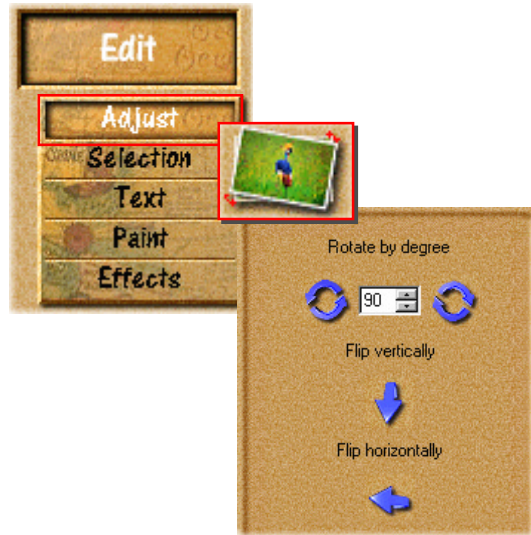 Edit
Adjust
Selection
Text
Paint
Effects
Rotate by degree
90
Flip vertically
Flip horizontally